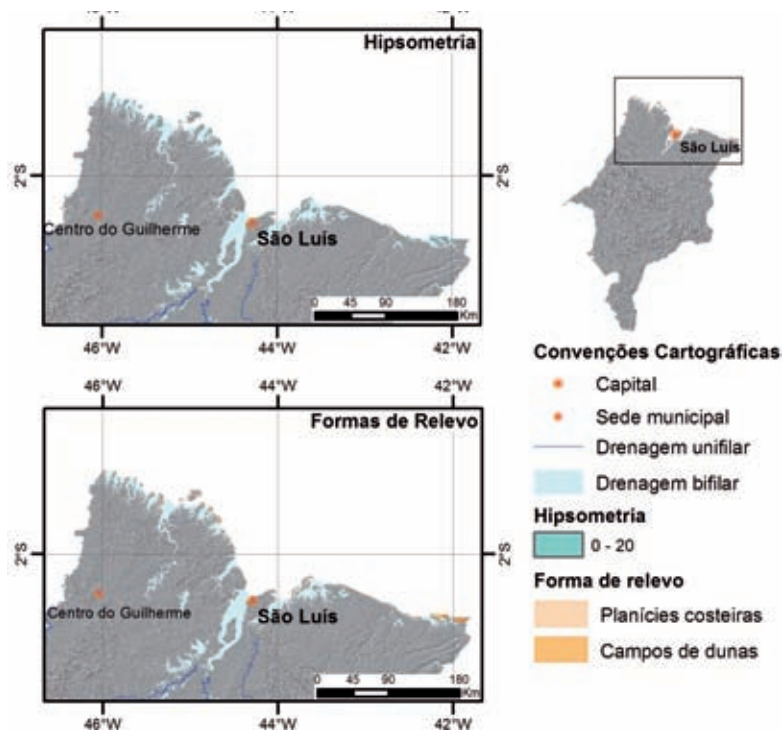 46°W
44°W
42°W
Hipsometria
2°S
2°S
Centro do Guilherme
São Luís
0 45 90 180
Km
46°W
44°W
42°W
São Luís
Convenções Cartográficas
Capital
Sede municipal
Drenagem unifilar
Drenagem bifilar
Hipsometria
0 - 20
Forma de relevo
Planícies costeiras
Campos de dunas
46°W
44°W
42°W
Formas de Relevo
2°S
2°S
Centro do Guilherme
São Luís
0 45 90 180
Km
46°W
44°W
42°W